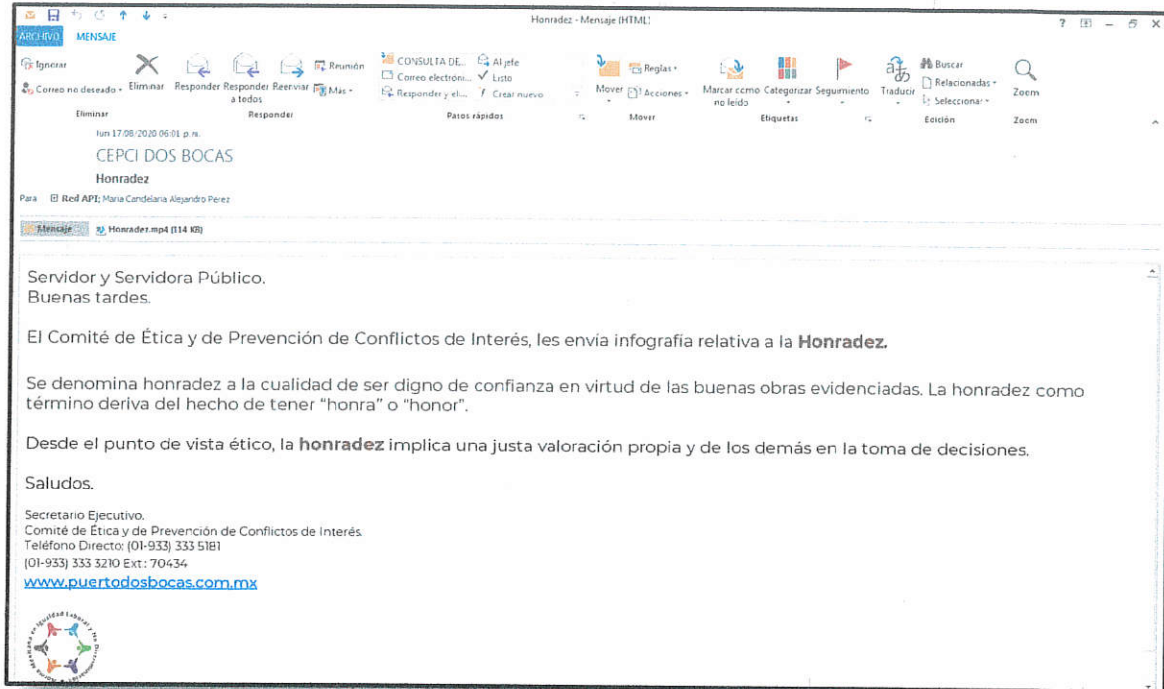 Honradez - Mensaje (HTML)
ARCHIVO MENSAJE
Ignorar
Correo no deseado
Eliminar
Eliminar
Responder
Responder a todos
Reenviar
Reunión
Más
Responder
CONSULTA DE...
Correo electróni...
Responder y el...
Al jefe
Listo
Crear nuevo
Pasos rápidos
Mover
Reglas
Acciones
Mover
Marcar como no leído
Categorizar
Seguimiento
Etiquetas
Traducir
Buscar
Relacionadas
Seleccionar
Edición
Zoom
Zoom
lun 17/08/2020 06:01 p.m.
CEPCI DOS BOCAS
Honradez
Para Red API; Maria Candelaria Alejandro Perez
Mensaje Honradez.mp4 (114 KB)
Servidor y Servidora Público.
Buenas tardes.
El Comité de Ética y de Prevención de Conflictos de Interés, les envía infografía relativa a la Honradez.
Se denomina honradez a la cualidad de ser digno de confianza en virtud de las buenas obras evidenciadas. La honradez como
término deriva del hecho de tener “honra” o “honor”.
Desde el punto de vista ético, la honradez implica una justa valoración propia y de los demás en la toma de decisiones.
Saludos.
Secretario Ejecutivo.
Comité de Ética y de Prevención de Conflictos de Interés.
Teléfono Directo: (01-933) 333 5181
(01-933) 333 3210 Ext.: 70434
www.puertodosbocas.com.mx
Igualdad Laboral y No